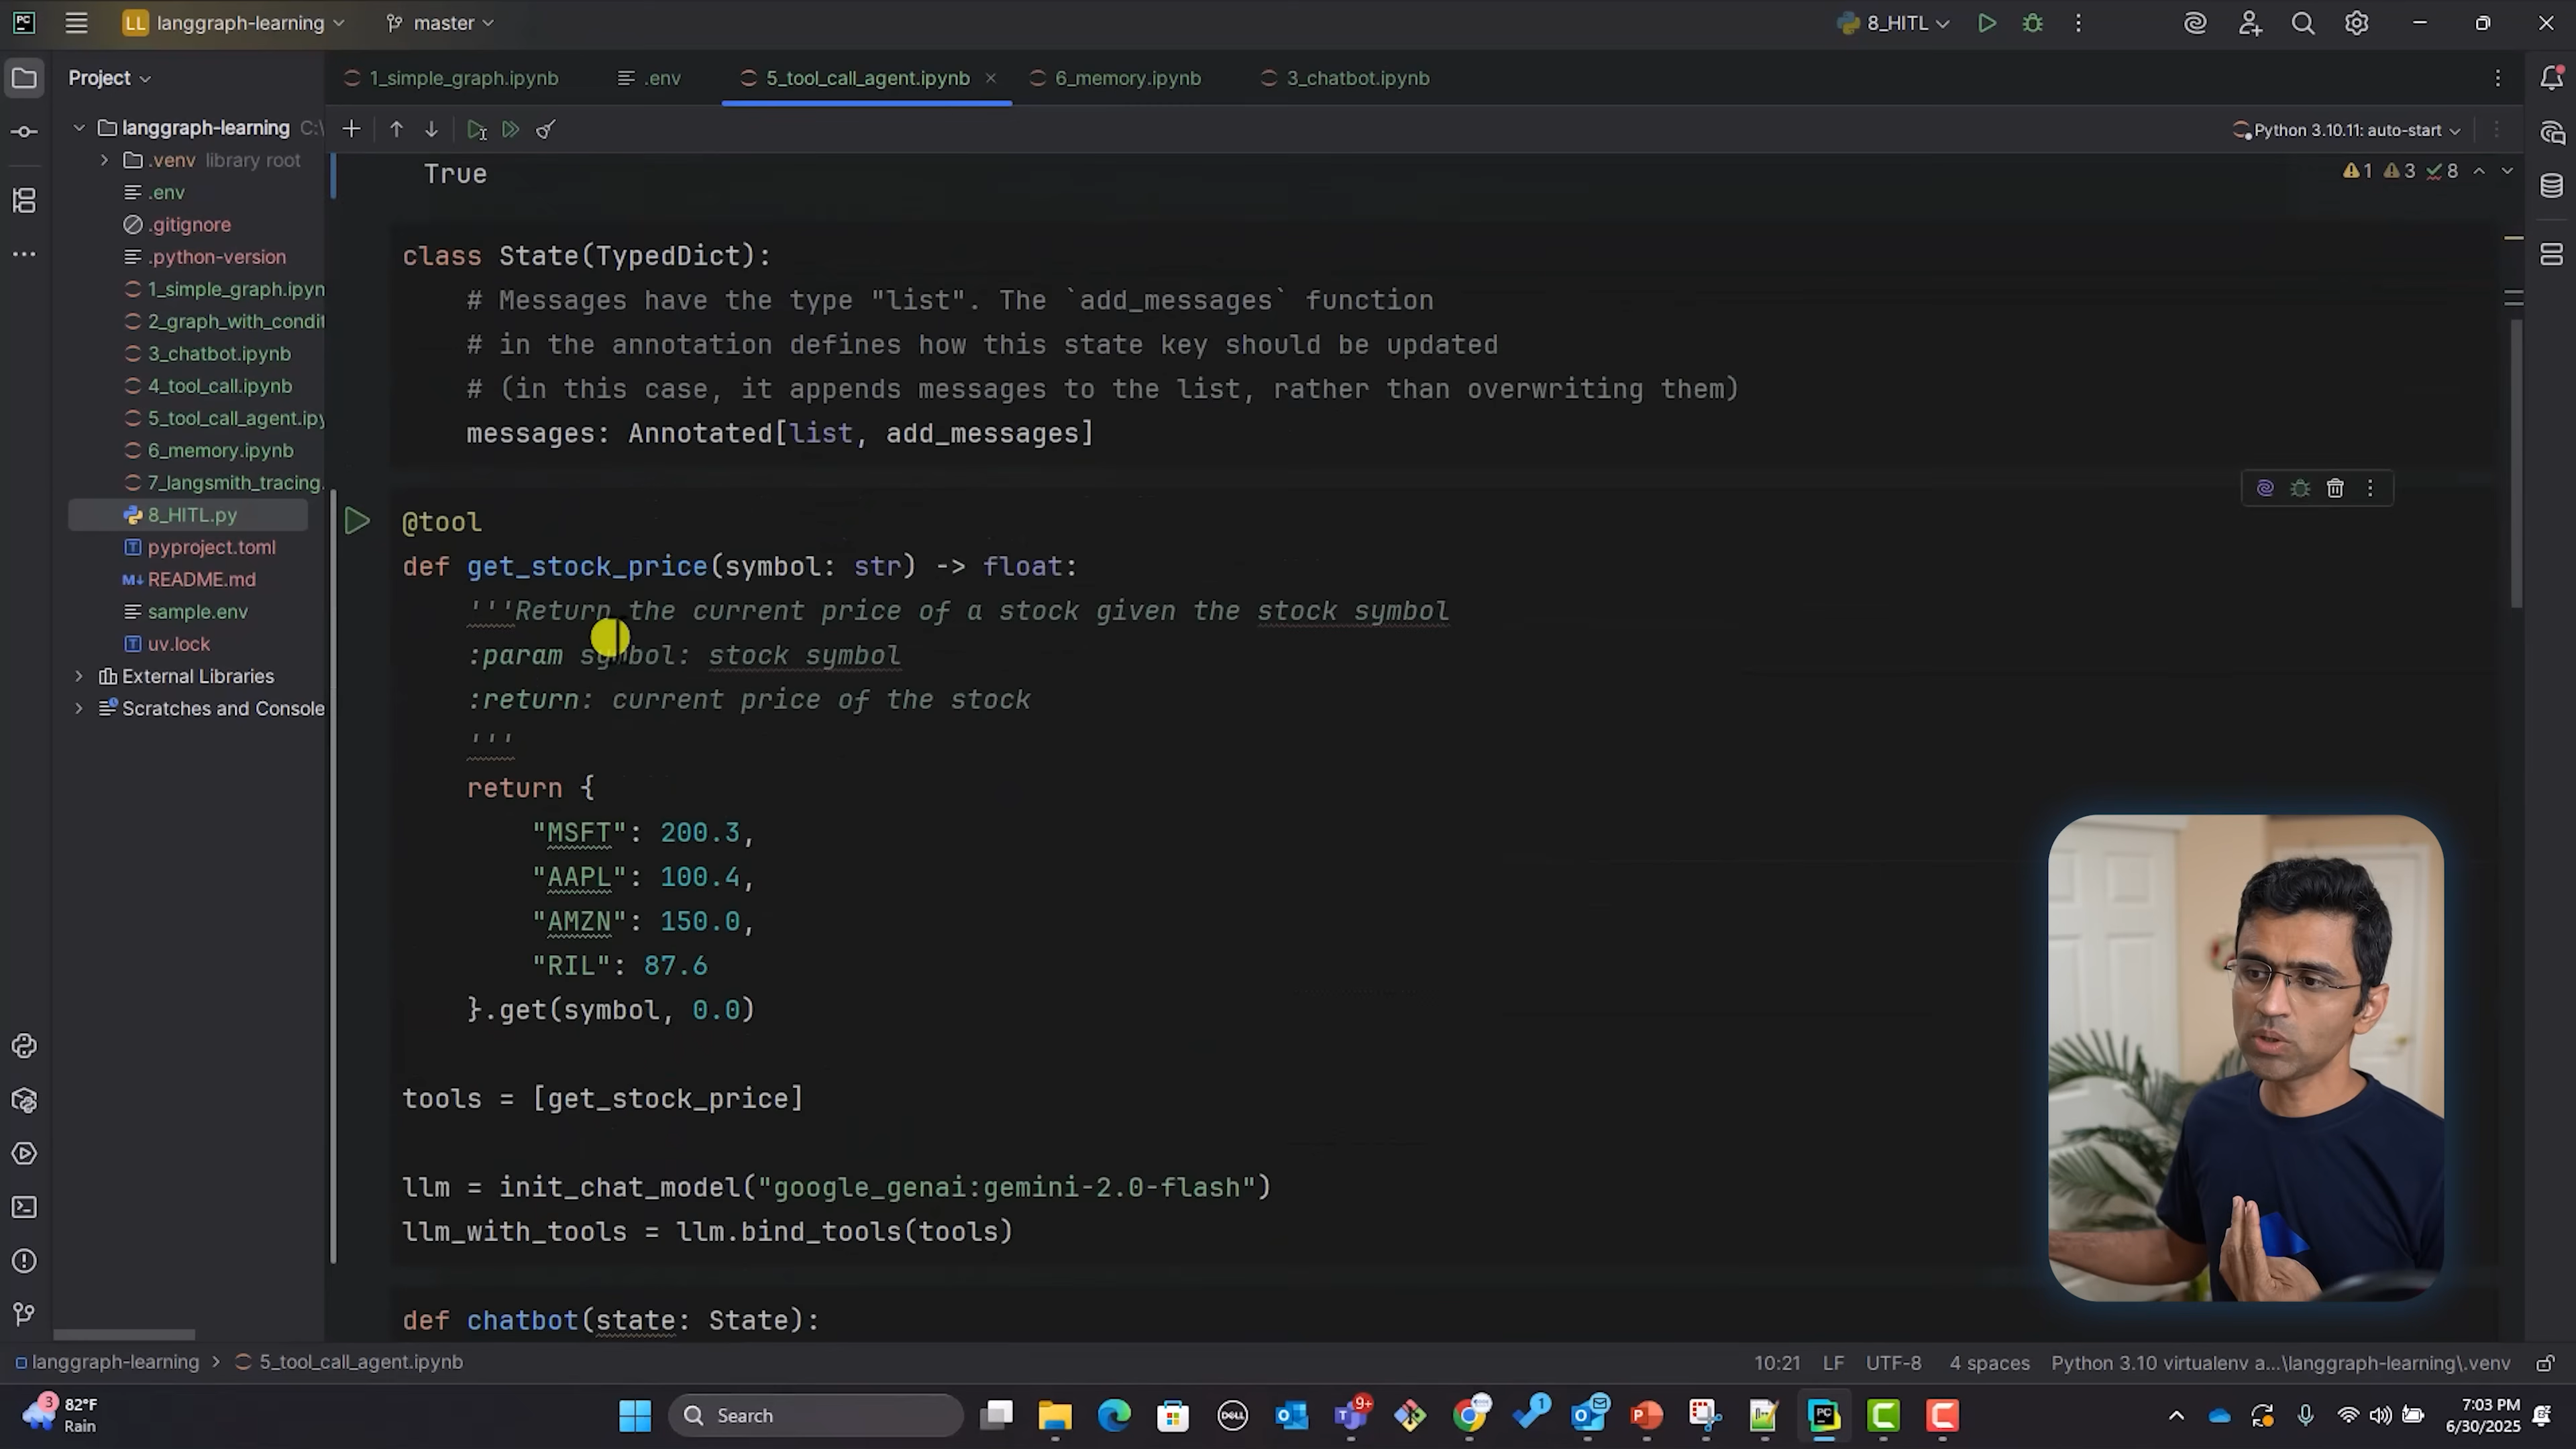 LL langgraph-learning master 8_HITL
Project 1_simple_graph.ipynb .env 5_tool_call_agent.ipynb 6_memory.ipynb 3_chatbot.ipynb
Python 3.10.11: auto-start
langgraph-learning C:\
.venv library root
.env
.gitignore
.python-version
1_simple_graph.ipyn
2_graph_with_condit
3_chatbot.ipynb
4_tool_call.ipynb
5_tool_call_agent.ipy
6_memory.ipynb
7_langsmith_tracing.
8_HITL.py
pyproject.toml
README.md
sample.env
uv.lock
External Libraries
Scratches and Console
1 3 8
True
class State(TypedDict):
# Messages have the type "list". The `add_messages` function
# in the annotation defines how this state key should be updated
# (in this case, it appends messages to the list, rather than overwriting them)
messages: Annotated[list, add_messages]
@tool
def get_stock_price(symbol: str) -> float:
'''Return the current price of a stock given the stock symbol
:param symbol: stock symbol
:return: current price of the stock
'''
return {
"MSFT": 200.3,
"AAPL": 100.4,
"AMZN": 150.0,
"RIL": 87.6
}.get(symbol, 0.0)
tools = [get_stock_price]
llm = init_chat_model("google_genai:gemini-2.0-flash")
llm_with_tools = llm.bind_tools(tools)
def chatbot(state: State):
langgraph-learning > 5_tool_call_agent.ipynb 10:21 LF UTF-8 4 spaces Python 3.10 virtualenv a...\langgraph-learning\.venv
3 82°F
Rain
Search
DELL
9+
1
7:03 PM
6/30/2025